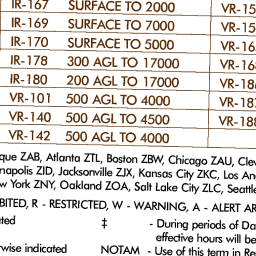 IR-167 SURFACE TO 2000 VR-15
IR-169 SURFACE TO 7000 VR-15
IR-170 SURFACE TO 5000 VR-16
IR-178 300 AGL TO 17000 VR-168
IR-180 200 AGL TO 17000 VR-186
VR-101 500 AGL TO 4000 VR-187
VR-140 500 AGL TO 4500 VR-188
VR-142 500 AGL TO 4000
que ZAB, Atlanta ZTL, Boston ZBW, Chicago ZAU, Clev
napolis ZID, Jacksonville ZJX, Kansas City ZKC, Los An
w York ZNY, Oakland ZOA, Salt Lake City ZLC, Seattle
BITED, R - RESTRICTED, W - WARNING, A - ALERT AR
ted ‡ - During periods of Da
effective hours will be
rwise indicated NOTAM - Use of this term in Re